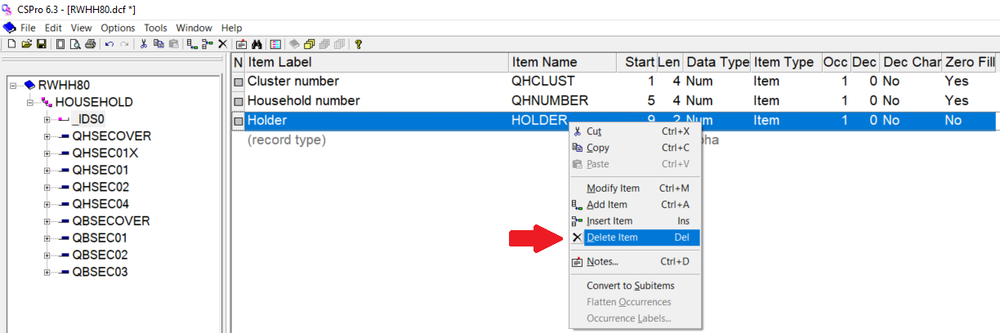 CSPro 6.3 - [RWHH80.dcf *]
File Edit View Options Tools Window Help
N Item Label Item Name Start Len Data Type Item Type Occ Dec Dec Char Zero Fill
Cluster number QHCLUST 1 4 Num Item 1 0 No Yes
Household number QHNUMBER 5 4 Num Item 1 0 No Yes
Holder HOLDER 9 2 Num Item 1 0 No No
(record type) pha
RWHH80
HOUSEHOLD
_IDS0
QHSECOVER
QHSEC01X
QHSEC01
QHSEC02
QHSEC04
QBSECOVER
QBSEC01
QBSEC02
QBSEC03
Cut Ctrl+X
Copy Ctrl+C
Paste Ctrl+V
Modify Item Ctrl+M
Add Item Ctrl+A
Insert Item Ins
Delete Item Del
Notes... Ctrl+D
Convert to Subitems
Flatten Occurrences
Occurrence Labels...